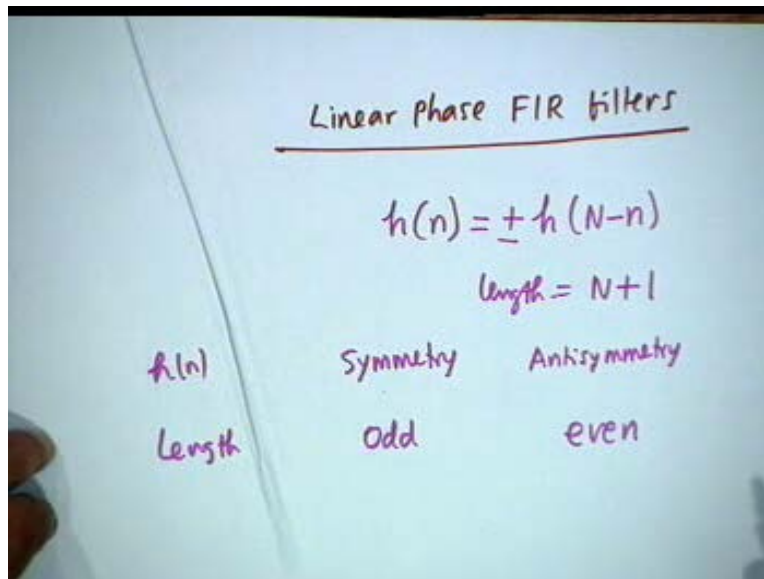 Linear phase FIR filters
h(n) = ± h (N-n)
length = N+1
h(n) Symmetry Antisymmetry
Length Odd even